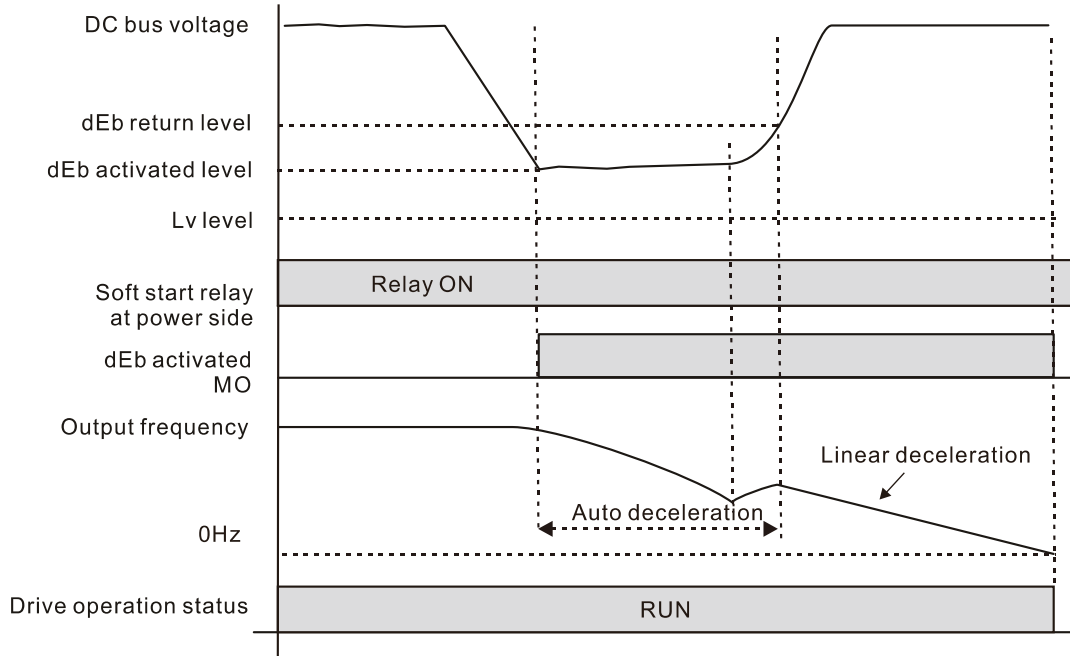 DC bus voltage
dEb return level
dEb activated level
Lv level
Relay ON
Soft start relay
at power side
dEb activated
MO
Output frequency
Linear deceleration
Auto deceleration
0Hz
Drive operation status
RUN